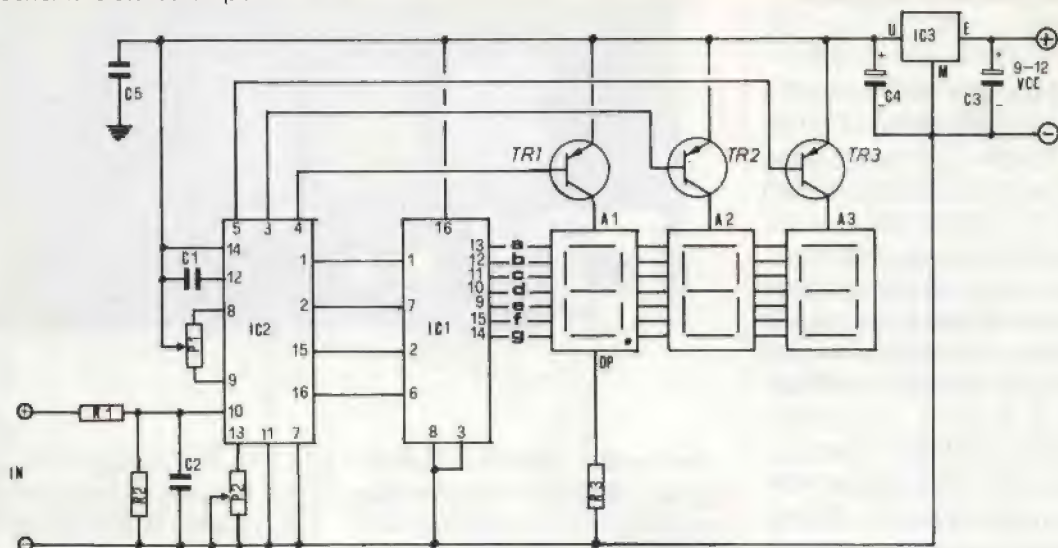 U
IC3
E
+
9-12
VCC
M
C4
C3
C5
TR1
TR2
TR3
A1
A2
A3
5
3
4
16
14
C1
12
8
P1
9
10
13
11
7
IC2
1
2
15
16
1
7
2
6
IC1
8
3
13
a
12
b
11
c
10
d
9
e
15
f
14
g
DP
R1
IN
R2
C2
P2
R3